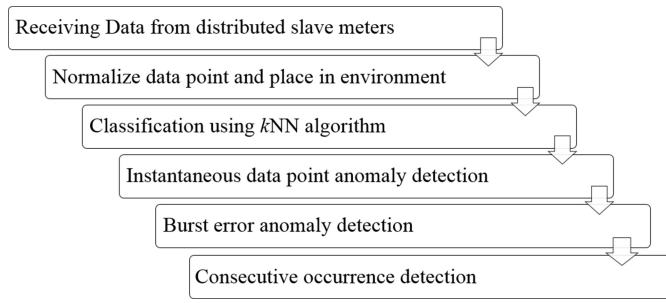 Receiving Data from distributed slave meters
Normalize data point and place in environment
Classification using kNN algorithm
Instantaneous data point anomaly detection
Burst error anomaly detection
Consecutive occurrence detection